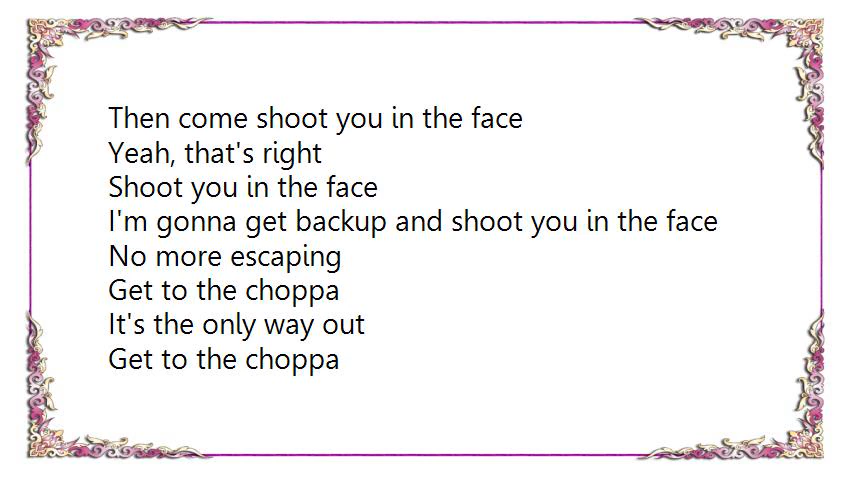 Then come shoot you in the face
Yeah, that's right
Shoot you in the face
I'm gonna get backup and shoot you in the face
No more escaping
Get to the choppa
It's the only way out
Get to the choppa